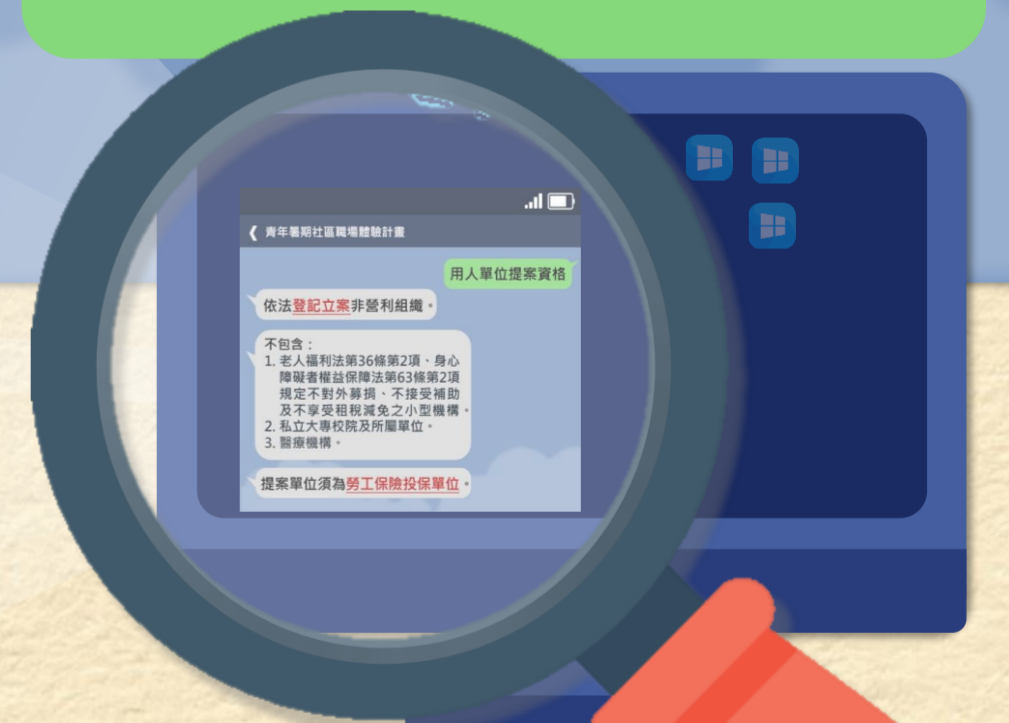 青年暑期社區職場體驗計畫
用人單位提案資格
依法登記立案非營利組織。
不包含：
1. 老人福利法第36條第2項、身心
障礙者權益保障法第63條第2項
規定不對外募捐、不接受補助
及不享受租稅減免之小型機構。
2. 私立大專校院及所屬單位。
3. 醫療機構。
提案單位須為勞工保險投保單位。